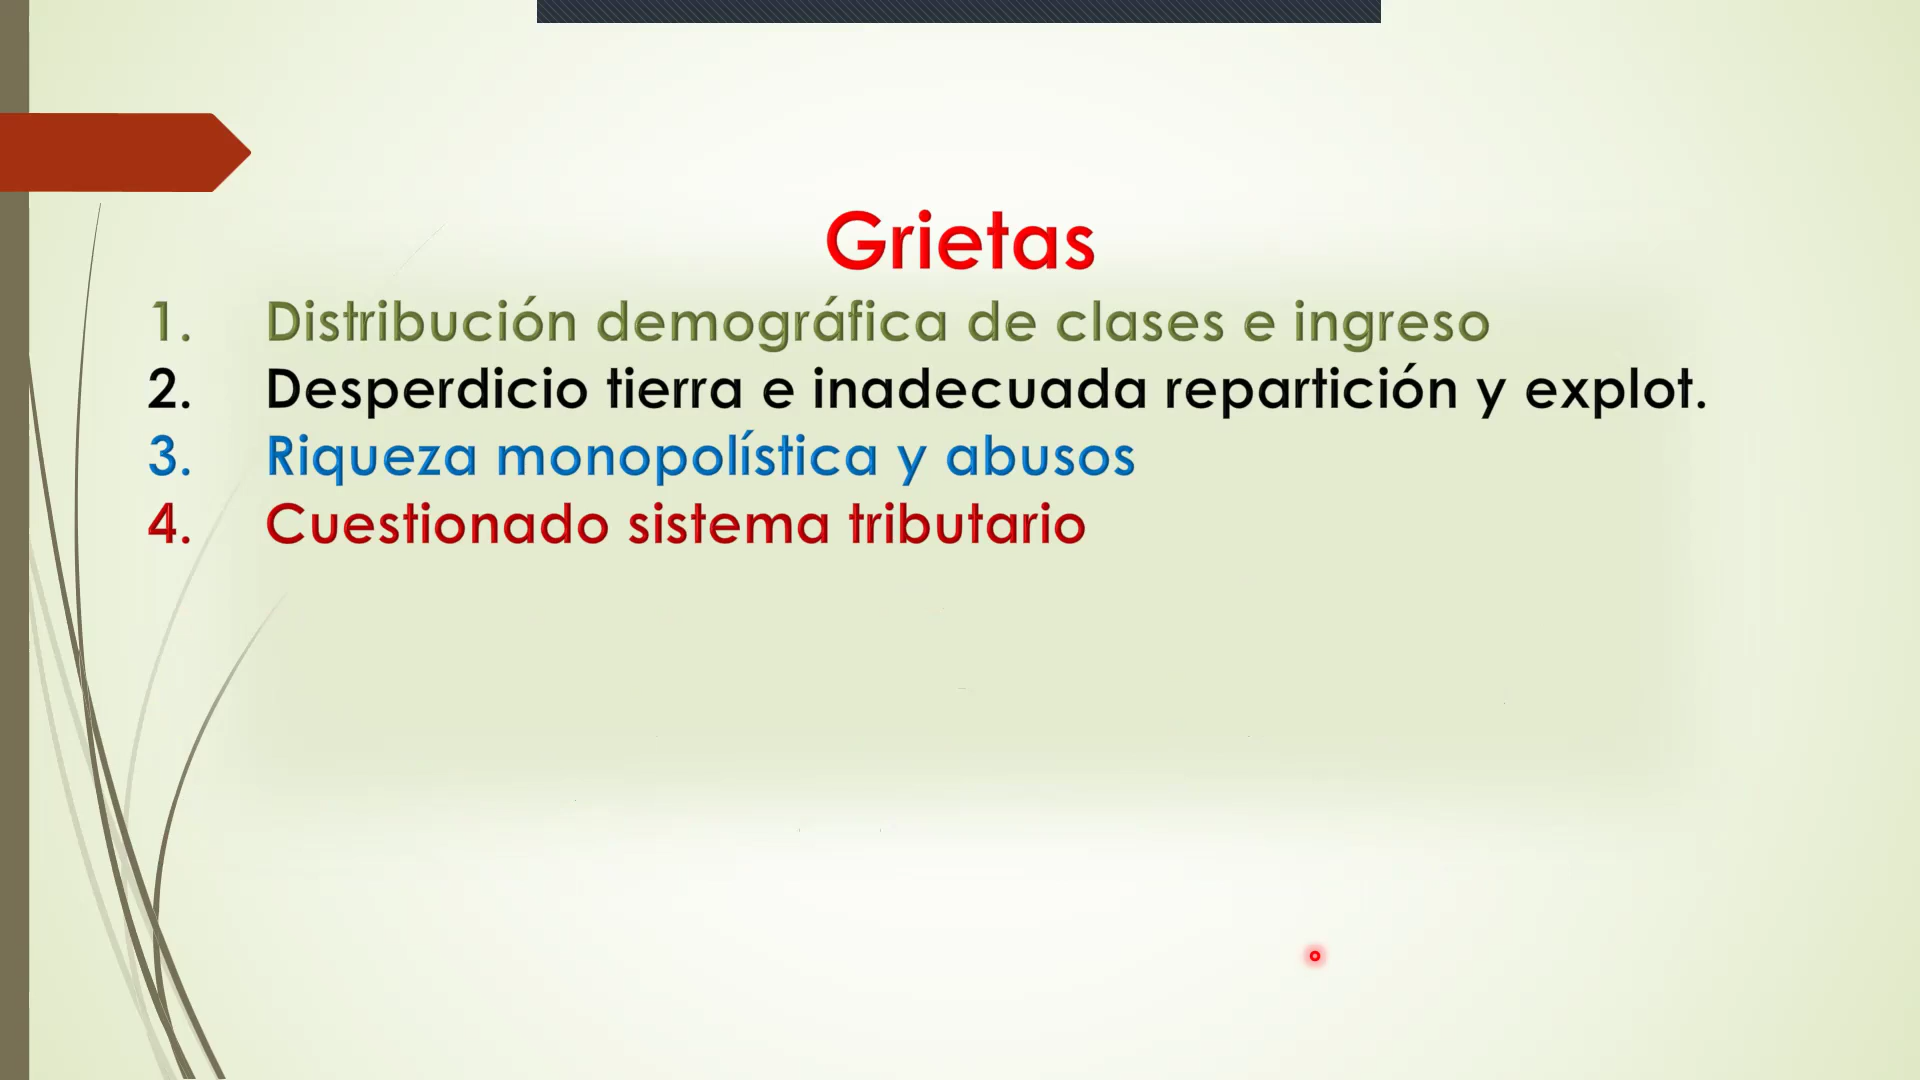 Grietas
1. Distribución demográfica de clases e ingreso
2. Desperdicio tierra e inadecuada repartición y explot.
3. Riqueza monopolística y abusos
4. Cuestionado sistema tributario